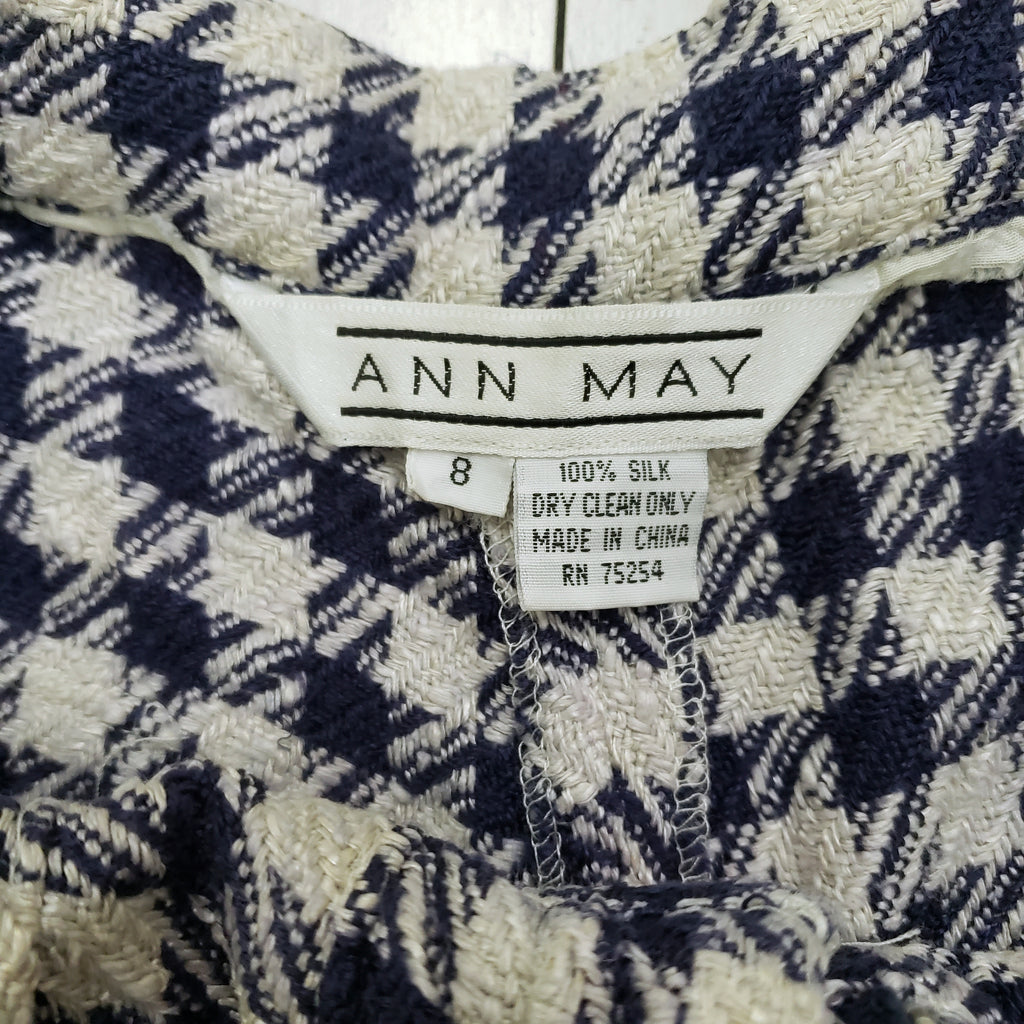 ANN MAY
8
100% SILK
DRY CLEAN ONLY
MADE IN CHINA
RN 75254